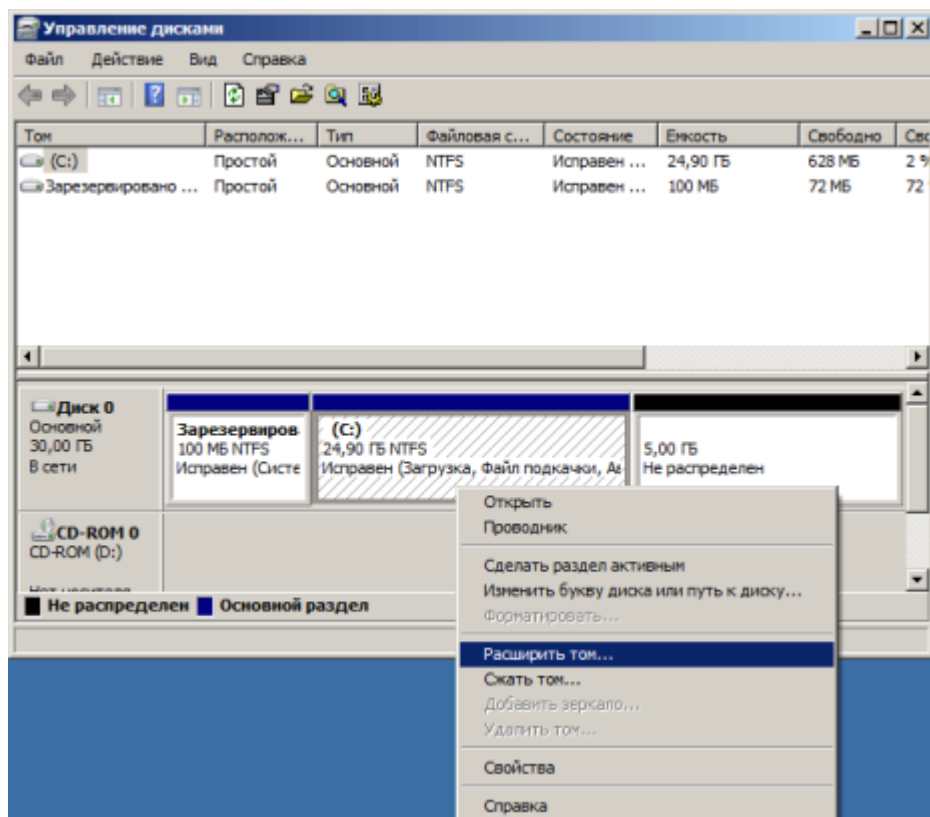 Управление дисками
Файл Действие Вид Справка
Том Располож... Тип Файловая с... Состояние Емкость Свободно Сво
(C:) Простой Основной NTFS Исправен ... 24,90 ГБ 628 МБ 2 %
Зарезервировано ... Простой Основной NTFS Исправен ... 100 МБ 72 МБ 72
Диск 0
Основной
30,00 ГБ
В сети
Зарезервиров
100 МБ NTFS
Исправен (Систе
(C:)
24,90 ГБ NTFS
Исправен (Загрузка, Файл подкачки, Ав
5,00 ГБ
Не распределен
CD-ROM 0
CD-ROM (D:)
Нет носителя
Не распределен Основной раздел
Открыть
Проводник
Сделать раздел активным
Изменить букву диска или путь к диску...
Форматировать...
Расширить том...
Сжать том...
Добавить зеркало...
Удалить том...
Свойства
Справка